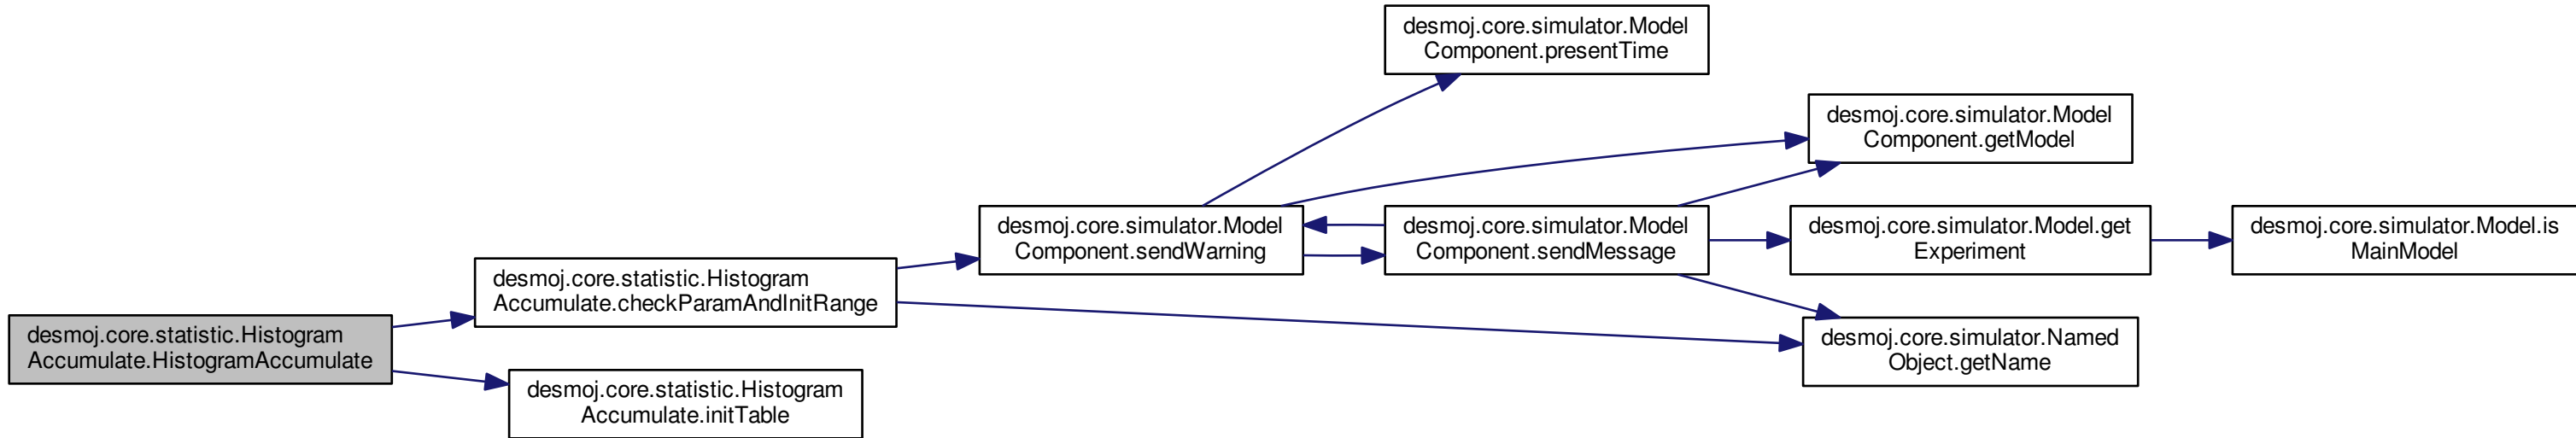 desmoj.core.simulator.Model
Component.presentTime
desmoj.core.simulator.Model
Component.getModel
desmoj.core.simulator.Model
Component.sendWarning
desmoj.core.simulator.Model
Component.sendMessage
desmoj.core.simulator.Model.get
Experiment
desmoj.core.simulator.Model.is
MainModel
desmoj.core.statistic.Histogram
Accumulate.checkParamAndInitRange
desmoj.core.statistic.Histogram
Accumulate.HistogramAccumulate
desmoj.core.simulator.Named
Object.getName
desmoj.core.statistic.Histogram
Accumulate.initTable